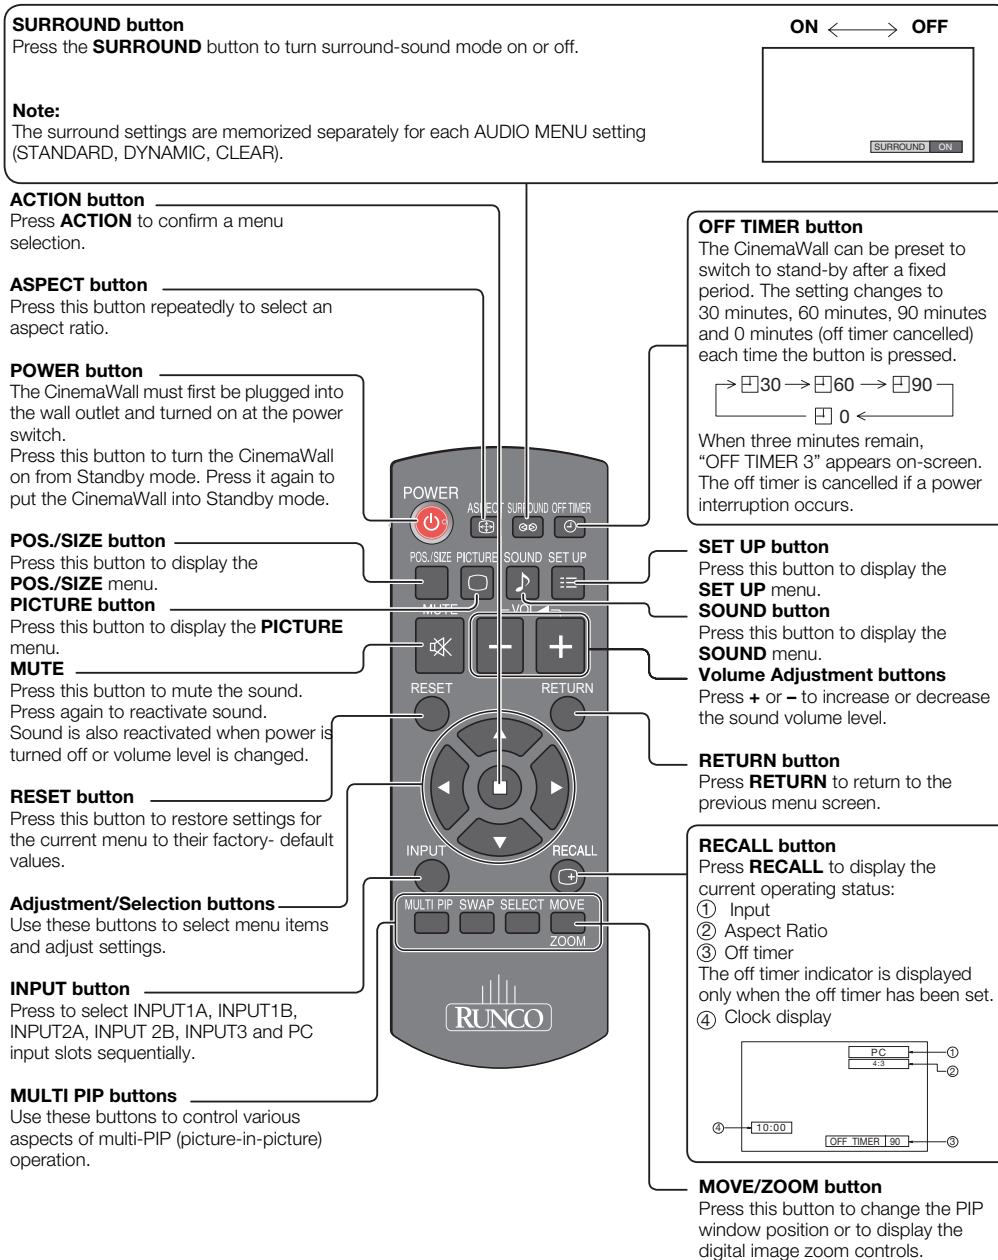 SURROUND button
Press the SURROUND button to turn surround-sound mode on or off.
Note:
The surround settings are memorized separately for each AUDIO MENU setting
(STANDARD, DYNAMIC, CLEAR).
ON OFF
SURROUND ON
ACTION button
Press ACTION to confirm a menu
selection.
ASPECT button
Press this button repeatedly to select an
aspect ratio.
POWER button
The CinemaWall must first be plugged into
the wall outlet and turned on at the power
switch.
Press this button to turn the CinemaWall
on from Standby mode. Press it again to
put the CinemaWall into Standby mode.
POS./SIZE button
Press this button to display the
POS./SIZE menu.
PICTURE button
Press this button to display the PICTURE
menu.
MUTE
Press this button to mute the sound.
Press again to reactivate sound.
Sound is also reactivated when power is
turned off or volume level is changed.
RESET button
Press this button to restore settings for
the current menu to their factory- default
values.
Adjustment/Selection buttons
Use these buttons to select menu items
and adjust settings.
INPUT button
Press to select INPUT1A, INPUT1B,
INPUT2A, INPUT 2B, INPUT3 and PC
input slots sequentially.
MULTI PIP buttons
Use these buttons to control various
aspects of multi-PIP (picture-in-picture)
operation.
POWER
ASPECT SURROUND OFF TIMER
POS./SIZE PICTURE SOUND SET UP
MUTE VOL
− +
RESET RETURN
INPUT RECALL
MULTI PIP SWAP SELECT MOVE
ZOOM
RUNCO
OFF TIMER button
The CinemaWall can be preset to
switch to stand-by after a fixed
period. The setting changes to
30 minutes, 60 minutes, 90 minutes
and 0 minutes (off timer cancelled)
each time the button is pressed.
30 60 90
0
When three minutes remain,
“OFF TIMER 3” appears on-screen.
The off timer is cancelled if a power
interruption occurs.
SET UP button
Press this button to display the
SET UP menu.
SOUND button
Press this button to display the
SOUND menu.
Volume Adjustment buttons
Press + or – to increase or decrease
the sound volume level.
RETURN button
Press RETURN to return to the
previous menu screen.
RECALL button
Press RECALL to display the
current operating status:
① Input
② Aspect Ratio
③ Off timer
The off timer indicator is displayed
only when the off timer has been set.
④ Clock display
PC ①
4:3 ②
④ 10:00
OFF TIMER 90 ③
MOVE/ZOOM button
Press this button to change the PIP
window position or to display the
digital image zoom controls.